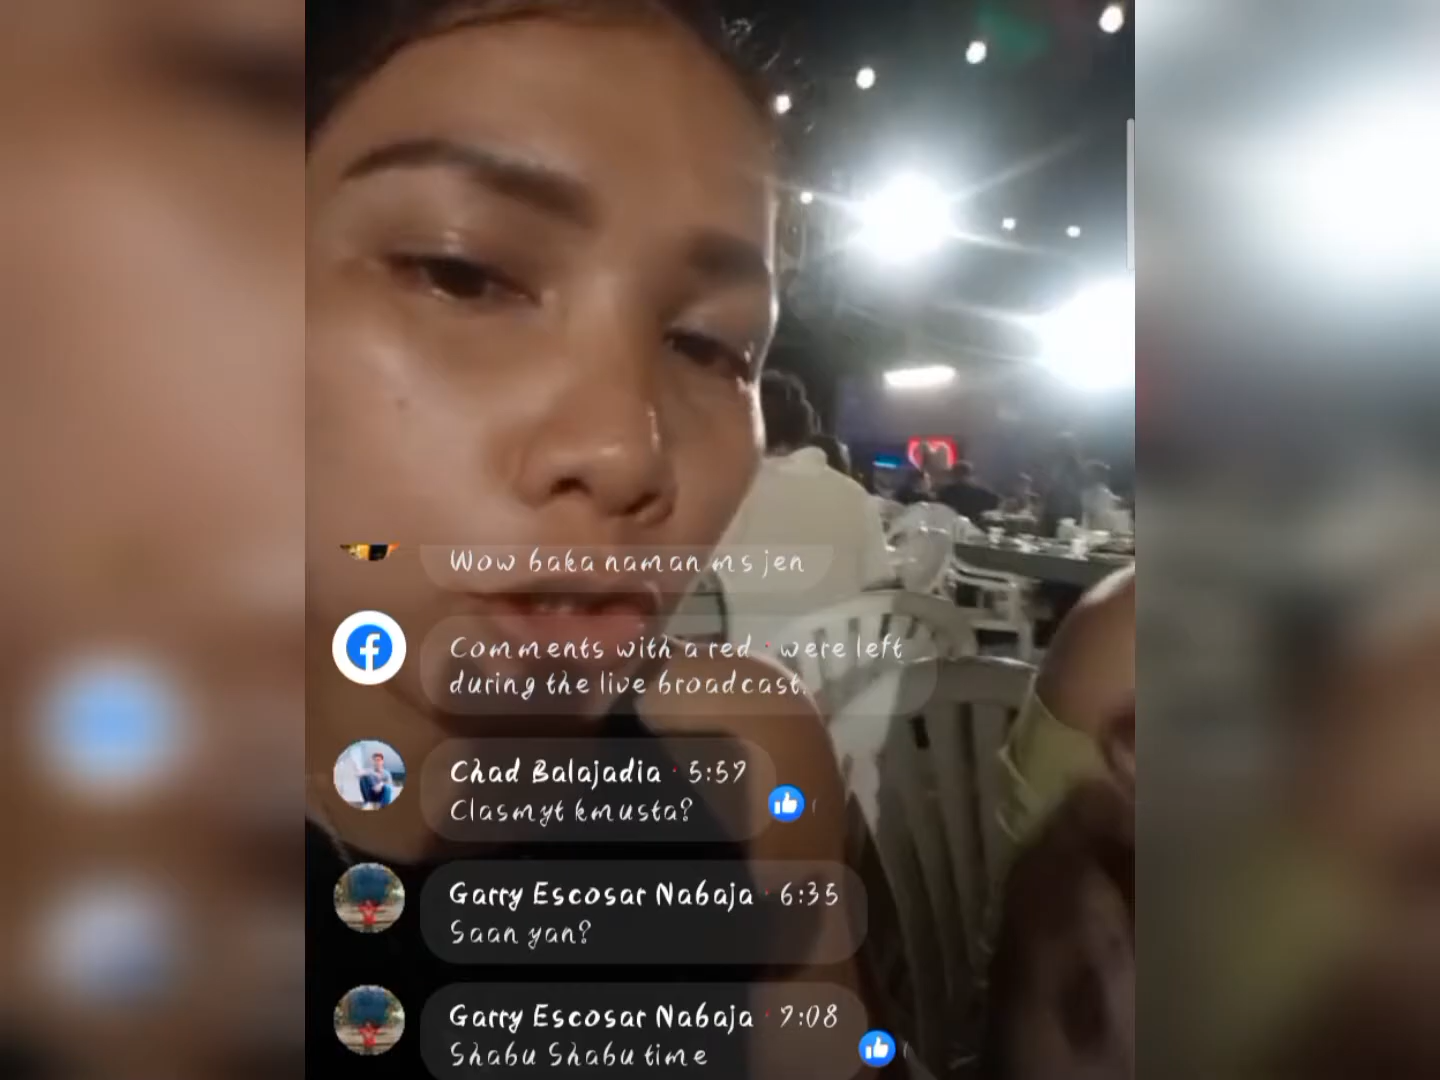 Wow baka naman ms jen
Comments with a red · were left
during the live broadcast.
Chad Balajadia · 5:57
Clasmyt kmusta?
Garry Escosar Nabaja · 6:35
Saan yan?
Garry Escosar Nabaja · 7:08
Shabu Shabu time